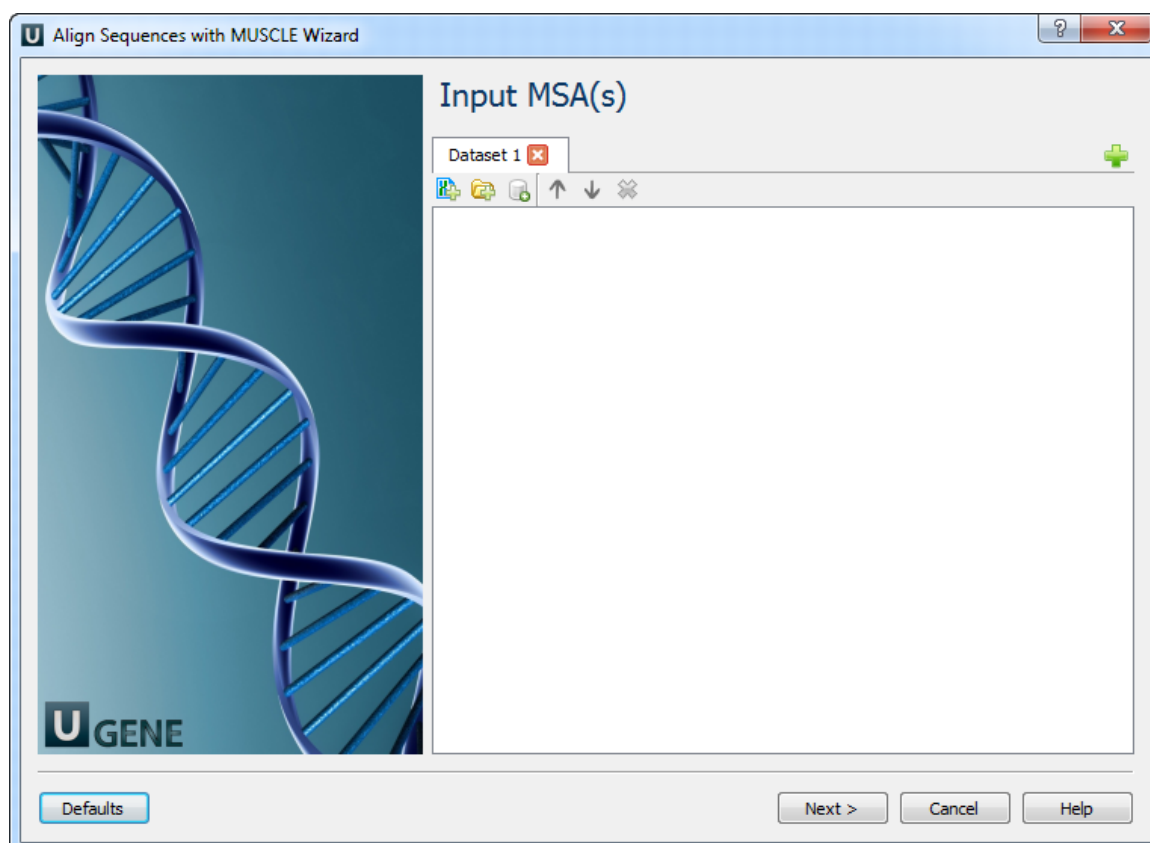 U Align Sequences with MUSCLE Wizard
Input MSA(s)
Dataset 1
U GENE
Defaults
Next >
Cancel
Help